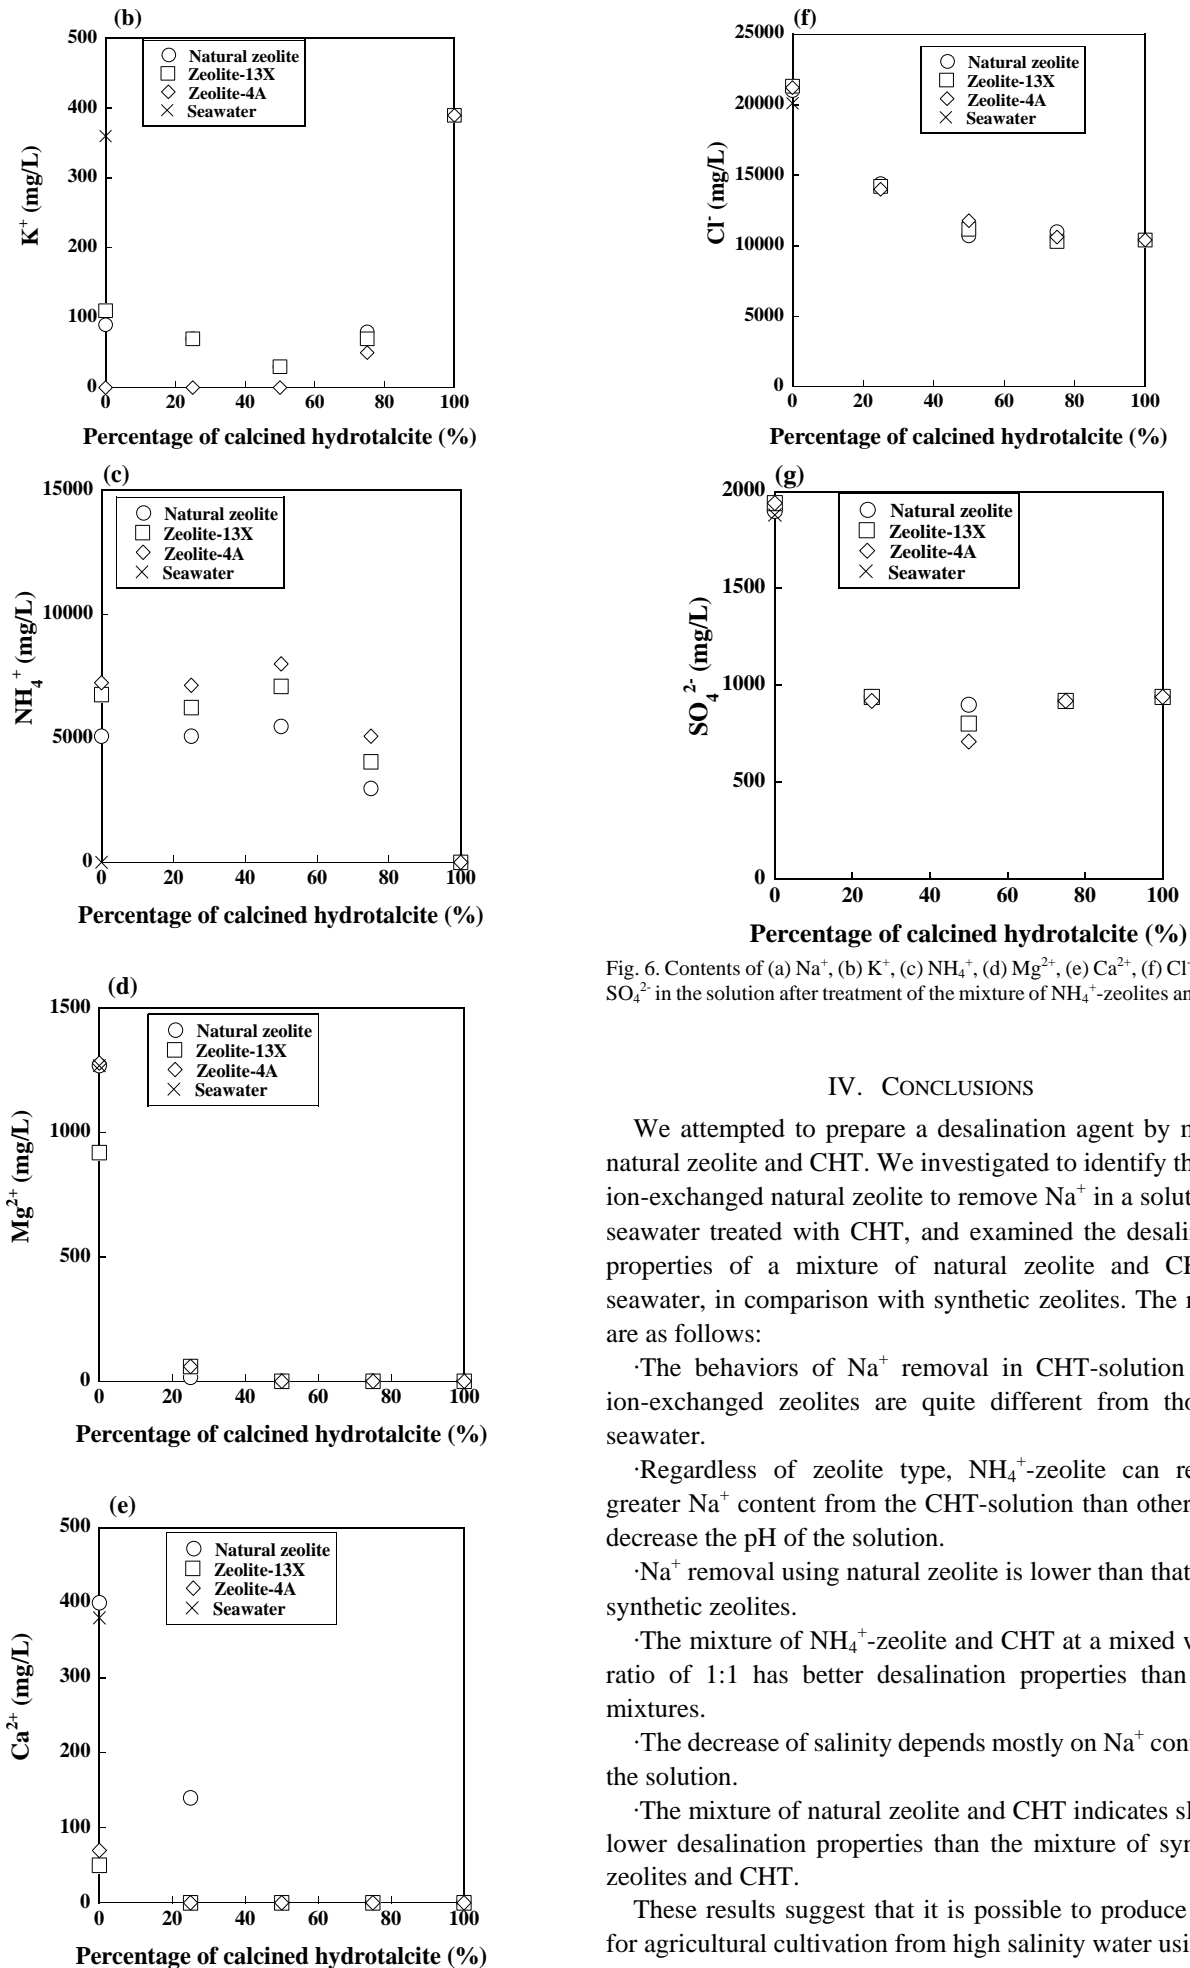 (b)
500
400
300
200
100
0
K+ (mg/L)
Natural zeolite
Zeolite-13X
Zeolite-4A
Seawater
0 20 40 60 80 100
Percentage of calcined hydrotalcite (%)
(c)
15000
10000
5000
0
NH4+ (mg/L)
Natural zeolite
Zeolite-13X
Zeolite-4A
Seawater
0 20 40 60 80 100
Percentage of calcined hydrotalcite (%)
(d)
1500
1000
500
0
Mg2+ (mg/L)
Natural zeolite
Zeolite-13X
Zeolite-4A
Seawater
0 20 40 60 80 100
Percentage of calcined hydrotalcite (%)
(e)
500
400
300
200
100
0
Ca2+ (mg/L)
Natural zeolite
Zeolite-13X
Zeolite-4A
Seawater
0 20 40 60 80 100
Percentage of calcined hydrotalcite (%)
(f)
25000
20000
15000
10000
5000
0
Cl- (mg/L)
Natural zeolite
Zeolite-13X
Zeolite-4A
Seawater
0 20 40 60 80 100
Percentage of calcined hydrotalcite (%)
(g)
2000
1500
1000
500
0
SO42- (mg/L)
Natural zeolite
Zeolite-13X
Zeolite-4A
Seawater
0 20 40 60 80 100
Percentage of calcined hydrotalcite (%)
Fig. 6. Contents of (a) Na+, (b) K+, (c) NH4+, (d) Mg2+, (e) Ca2+, (f) Cl-
SO42- in the solution after treatment of the mixture of NH4+-zeolites an
IV. CONCLUSIONS
We attempted to prepare a desalination agent by m
natural zeolite and CHT. We investigated to identify th
ion-exchanged natural zeolite to remove Na+ in a solut
seawater treated with CHT, and examined the desali
properties of a mixture of natural zeolite and CH
seawater, in comparison with synthetic zeolites. The r
are as follows:
·The behaviors of Na+ removal in CHT-solution
ion-exchanged zeolites are quite different from tho
seawater.
·Regardless of zeolite type, NH4+-zeolite can re
greater Na+ content from the CHT-solution than other
decrease the pH of the solution.
·Na+ removal using natural zeolite is lower than that
synthetic zeolites.
·The mixture of NH4+-zeolite and CHT at a mixed w
ratio of 1:1 has better desalination properties than
mixtures.
·The decrease of salinity depends mostly on Na+ con
the solution.
·The mixture of natural zeolite and CHT indicates sl
lower desalination properties than the mixture of syn
zeolites and CHT.
These results suggest that it is possible to produce
for agricultural cultivation from high salinity water usi